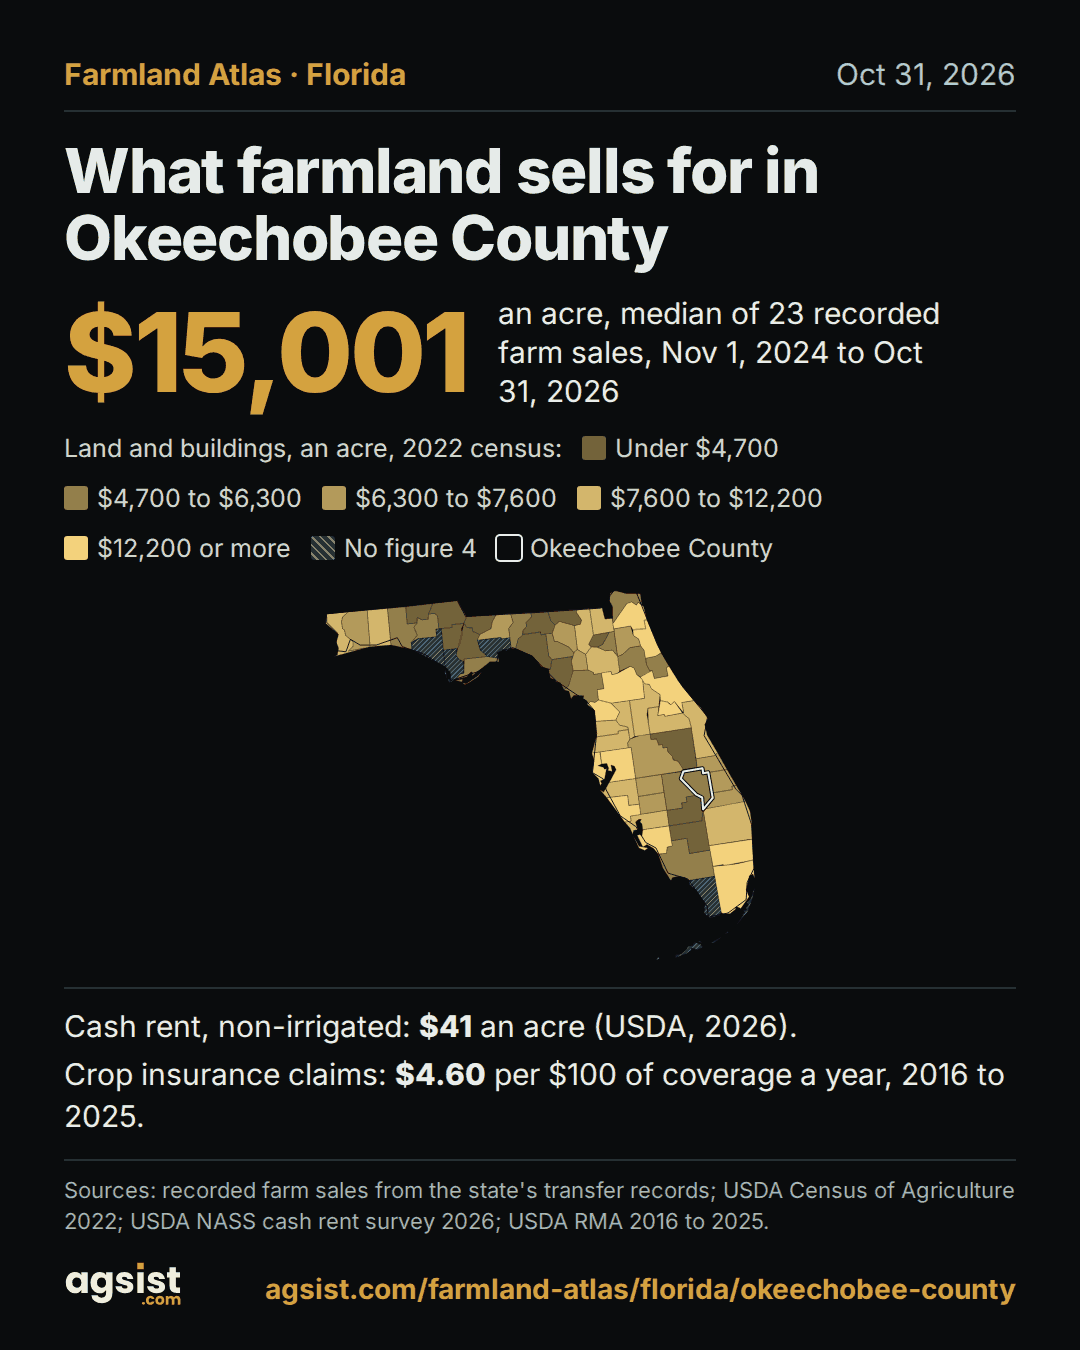 Farmland Atlas · Florida
Oct 31, 2026
What farmland sells for in
Okeechobee County
$15,001
an acre, median of 23 recorded
farm sales, Nov 1, 2024 to Oct
31, 2026
Land and buildings, an acre, 2022 census: Under $4,700
$4,700 to $6,300 $6,300 to $7,600 $7,600 to $12,200
$12,200 or more No figure 4 Okeechobee County
Cash rent, non-irrigated: $41 an acre (USDA, 2026).
Crop insurance claims: $4.60 per $100 of coverage a year, 2016 to
2025.
Sources: recorded farm sales from the state's transfer records; USDA Census of Agriculture
2022; USDA NASS cash rent survey 2026; USDA RMA 2016 to 2025.
agsist
.com
agsist.com/farmland-atlas/florida/okeechobee-county